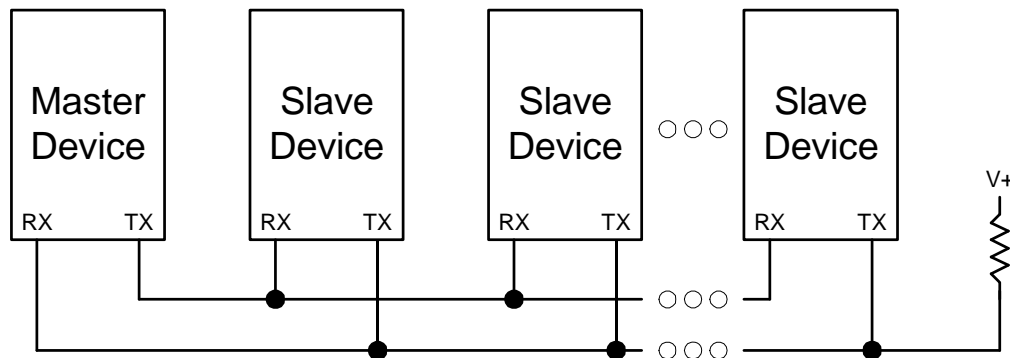 Master
Device
Slave
Device
Slave
Device
Slave
Device
RX TX
RX TX
RX TX
RX TX
V+